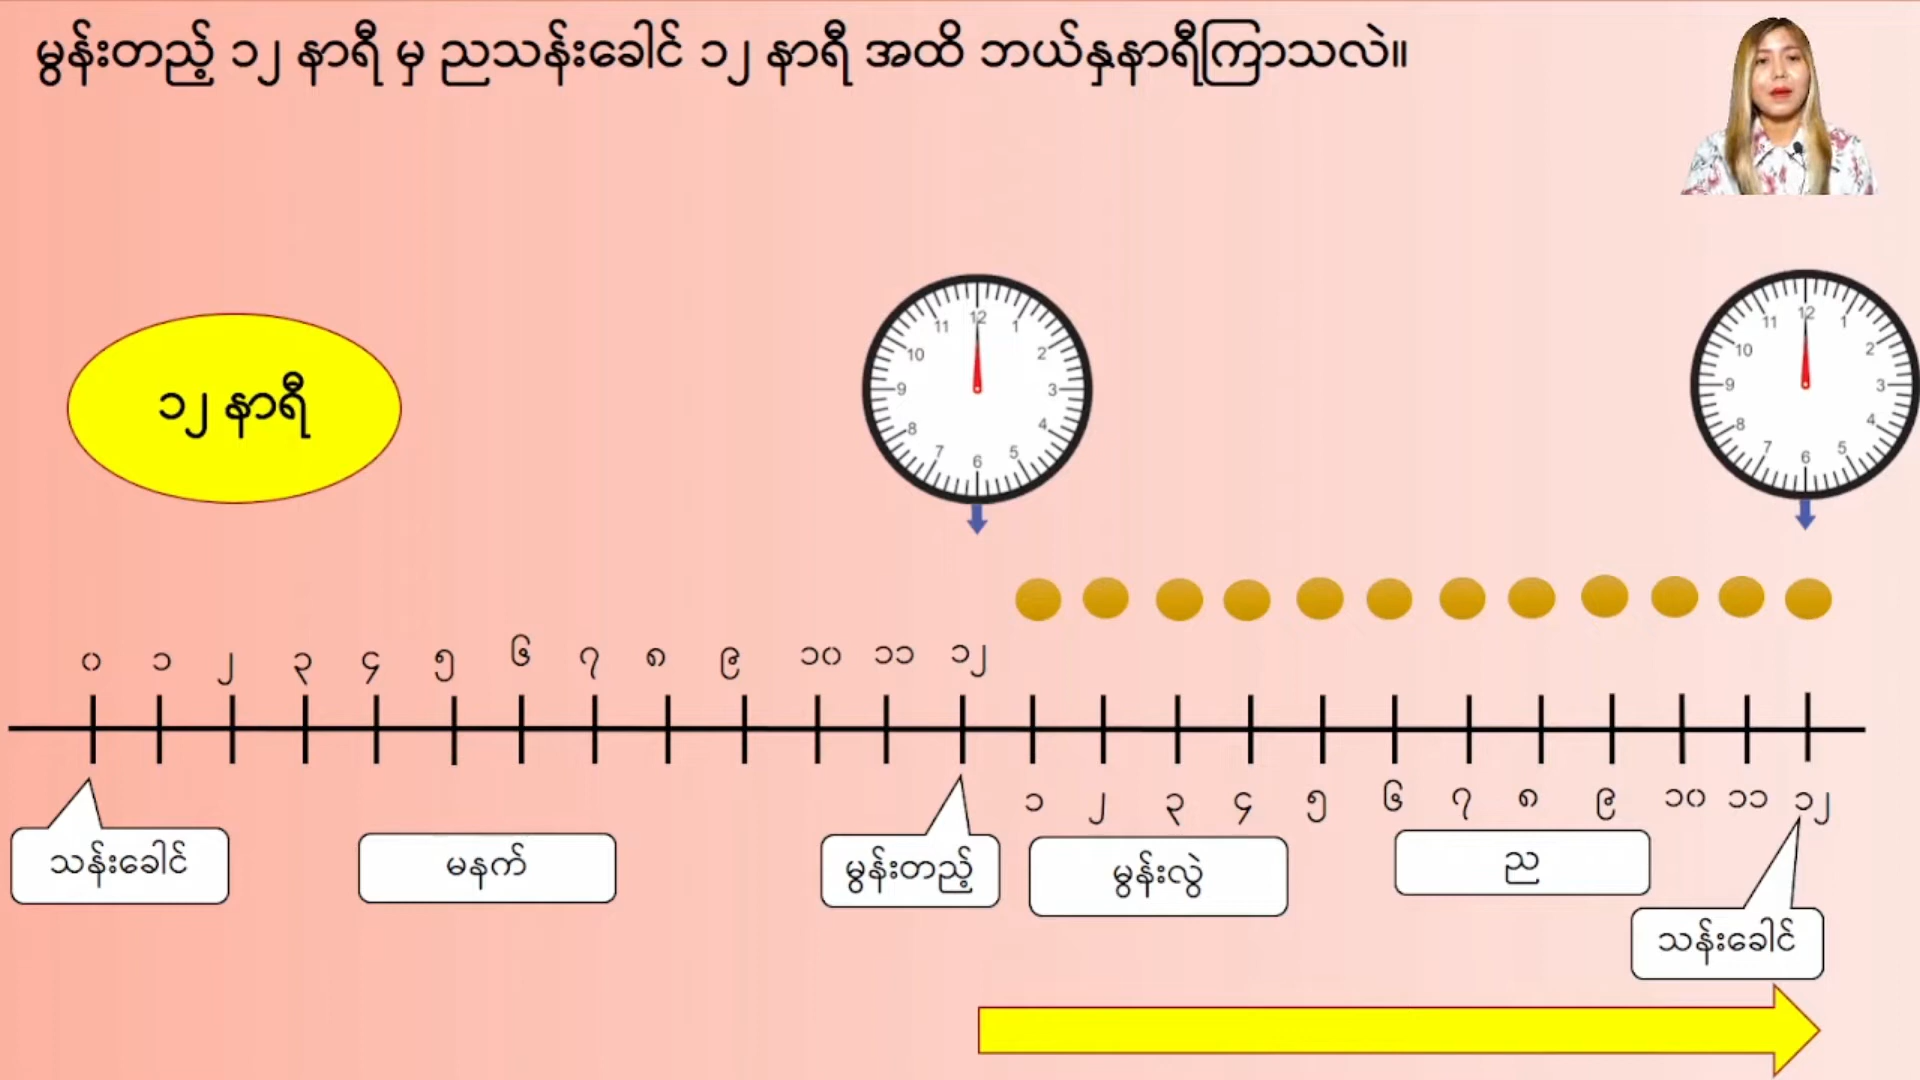 မွန်းတည့် ၁၂ နာရီ မှ ညသန်းခေါင် ၁၂ နာရီ အထိ ဘယ်နှနာရီကြာသလဲ။
၁၂ နာရီ
12 1 2 3 4 5 6 7 8 9 10 11
12 1 2 3 4 5 6 7 8 9 10 11
၀ ၁ ၂ ၃ ၄ ၅ ၆ ၇ ၈ ၉ ၁၀ ၁၁ ၁၂
၁ ၂ ၃ ၄ ၅ ၆ ၇ ၈ ၉ ၁၀ ၁၁ ၁၂
သန်းခေါင်
မနက်
မွန်းတည့်
မွန်းလွဲ
ည
သန်းခေါင်